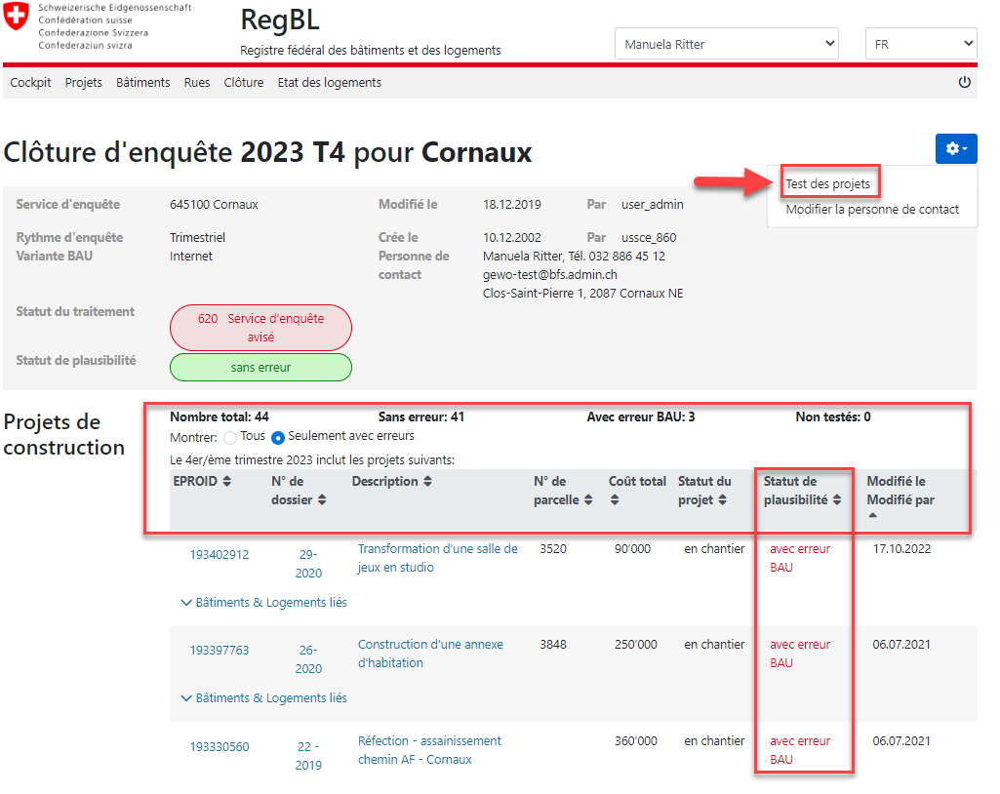 Schweizerische Eidgenossenschaft
Confédération suisse
Confederazione Svizzera
Confederaziun svizra
RegBL
Registre fédéral des bâtiments et des logements
Manuela Ritter
FR
Cockpit Projets Bâtiments Rues Clôture Etat des logements
Clôture d'enquête 2023 T4 pour Cornaux
Test des projets
Modifier la personne de contact
Service d'enquête 645100 Cornaux Modifié le 18.12.2019 Par user_admin
Rythme d'enquête Trimestriel Crée le 10.12.2002 Par ussce_860
Variante BAU Internet Personne de contact Manuela Ritter, Tél. 032 886 45 12
gewo-test@bfs.admin.ch
Clos-Saint-Pierre 1, 2087 Cornaux NE
Statut du traitement 620 Service d'enquête
avisé
Statut de plausibilité sans erreur
Projets de
construction
Nombre total: 44 Sans erreur: 41 Avec erreur BAU: 3 Non testés: 0
Montrer: Tous Seulement avec erreurs
Le 4er/ème trimestre 2023 inclut les projets suivants:
EPROID N° de dossier Description N° de parcelle Coût total Statut du projet Statut de plausibilité Modifié le Modifié par
193402912 29-2020 Transformation d'une salle de jeux en studio 3520 90'000 en chantier avec erreur BAU 17.10.2022
Bâtiments & Logements liés
193397763 26-2020 Construction d'une annexe d'habitation 3848 250'000 en chantier avec erreur BAU 06.07.2021
Bâtiments & Logements liés
193330560 22 - 2019 Réfection - assainissement chemin AF - Cornaux 360'000 en chantier avec erreur BAU 06.07.2021